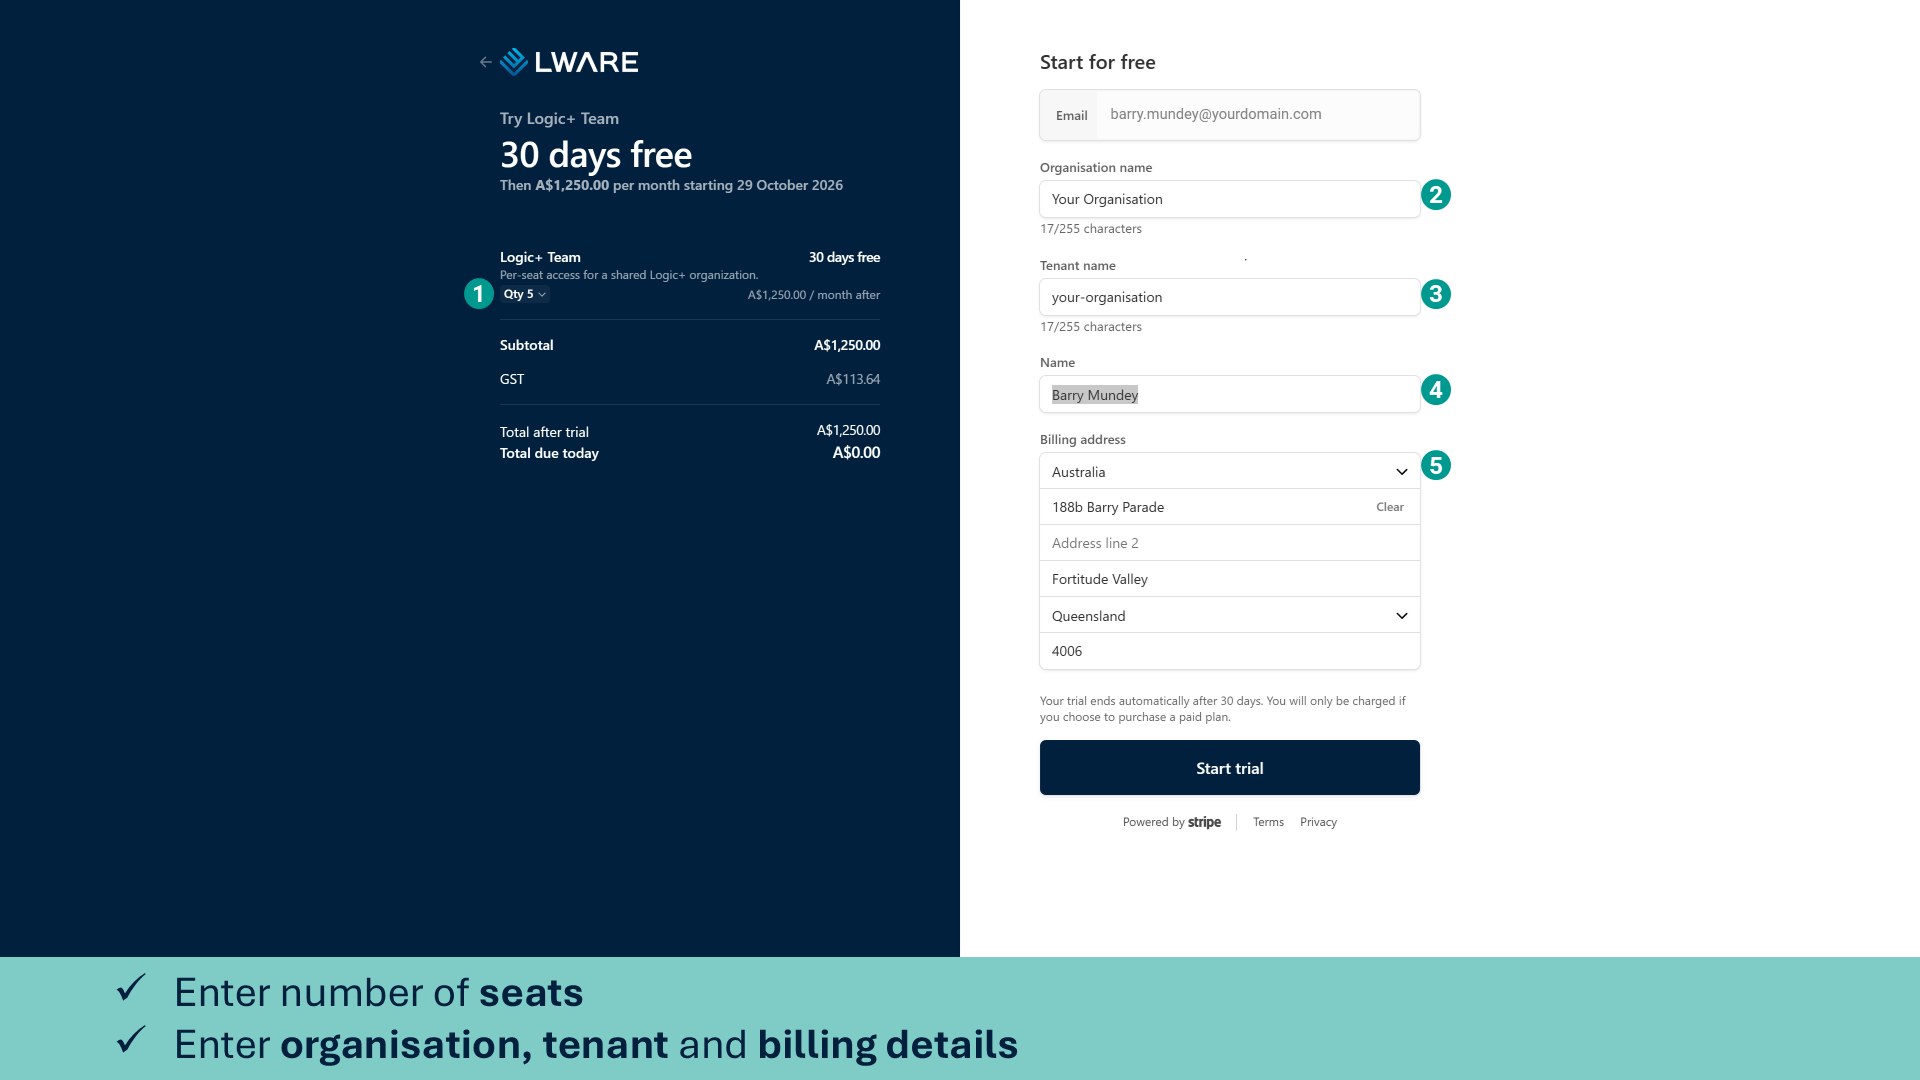 LWARE
Try Logic+ Team
30 days free
Then A$1,250.00 per month starting 29 October 2026
Logic+ Team 30 days free
Per-seat access for a shared Logic+ organization.
1 Qty 5 A$1,250.00 / month after
Subtotal A$1,250.00
GST A$113.64
Total after trial A$1,250.00
Total due today A$0.00
Start for free
Email barry.mundey@yourdomain.com
Organisation name
Your Organisation 2
17/255 characters
Tenant name
your-organisation 3
17/255 characters
Name
Barry Mundey 4
Billing address
Australia 5
188b Barry Parade Clear
Address line 2
Fortitude Valley
Queensland
4006
Your trial ends automatically after 30 days. You will only be charged if
you choose to purchase a paid plan.
Start trial
Powered by stripe Terms Privacy
✓ Enter number of seats
✓ Enter organisation, tenant and billing details